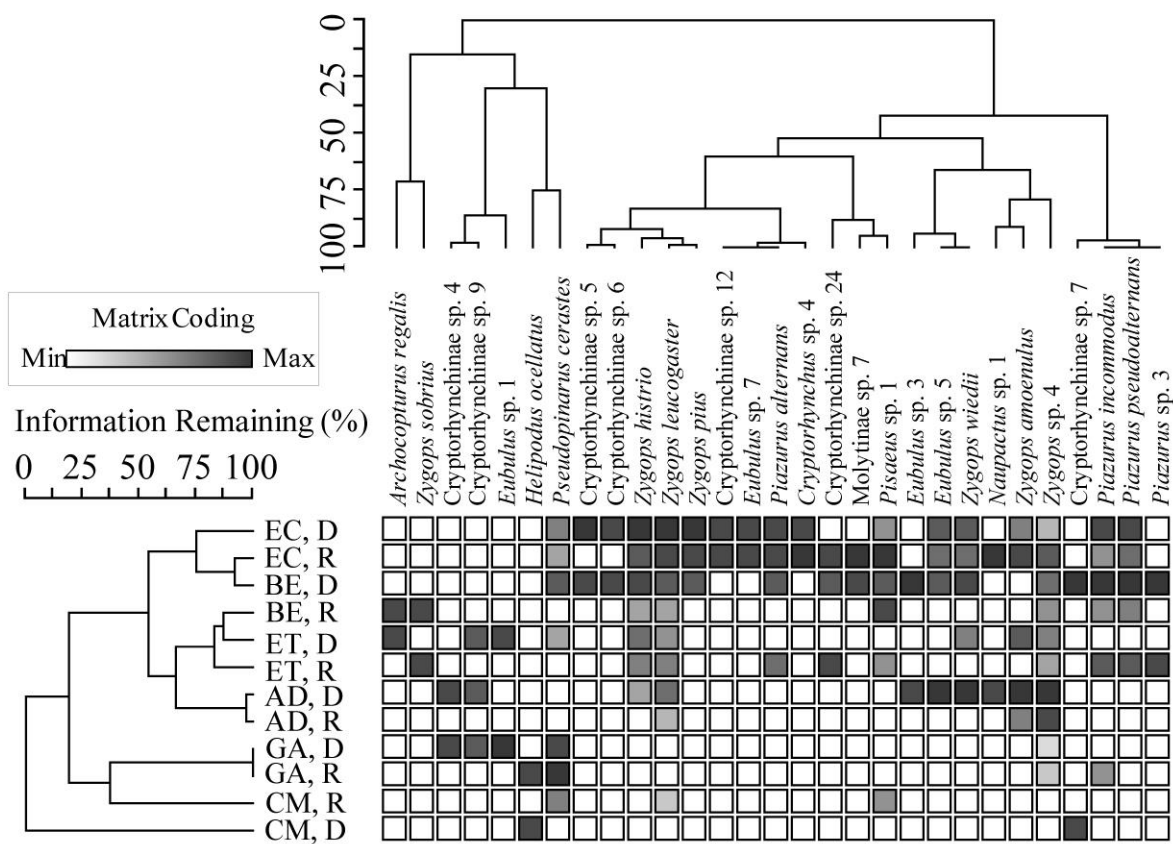 0
25
50
75
100
Matrix Coding
Min Max
Information Remaining (%)
0 25 50 75 100
Archocopturus regalis
Zygops sobrius
Cryptorhynchinae sp. 4
Cryptorhynchinae sp. 9
Eubulus sp. 1
Helipodus ocellatus
Pseudopinarus cerastes
Cryptorhynchinae sp. 5
Cryptorhynchinae sp. 6
Zygops histrio
Zygops leucogaster
Zygops pius
Cryptorhynchinae sp. 12
Eubulus sp. 7
Piazurus alternans
Cryptorhynchus sp. 4
Cryptorhynchinae sp. 24
Molytinae sp. 7
Pisaeus sp. 1
Eubulus sp. 3
Eubulus sp. 5
Zygops wiedii
Naupactus sp. 1
Zygops amoenulus
Zygops sp. 4
Cryptorhynchinae sp. 7
Piazurus incommodus
Piazurus pseudoalternans
Piazurus sp. 3
EC, D
EC, R
BE, D
BE, R
ET, D
ET, R
AD, D
AD, R
GA, D
GA, R
CM, R
CM, D